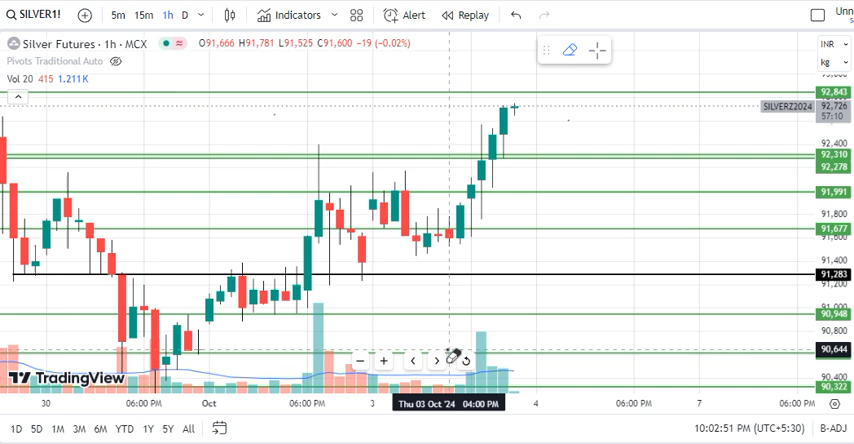 SILVER1! 5m 15m 1h D Indicators Alert Replay
Silver Futures · 1h · MCX O91,666 H91,781 L91,525 C91,600 −19 (−0.02%)
INR
Pivots Traditional Auto
kg
Vol 20 415 1.211K
92,843
SILVERZ2024 92,726
57:10
92,400
92,310
92,278
91,991
91,800
91,677
91,400
91,283
91,200
91,000
90,948
90,800
90,644
TradingView
90,400
90,322
30 06:00 PM Oct 06:00 PM 3 Thu 03 Oct '24 04:00 PM 4 06:00 PM 7 06:00 PM
1D 5D 1M 3M 6M YTD 1Y 5Y All 10:02:51 PM (UTC+5:30) B-ADJ